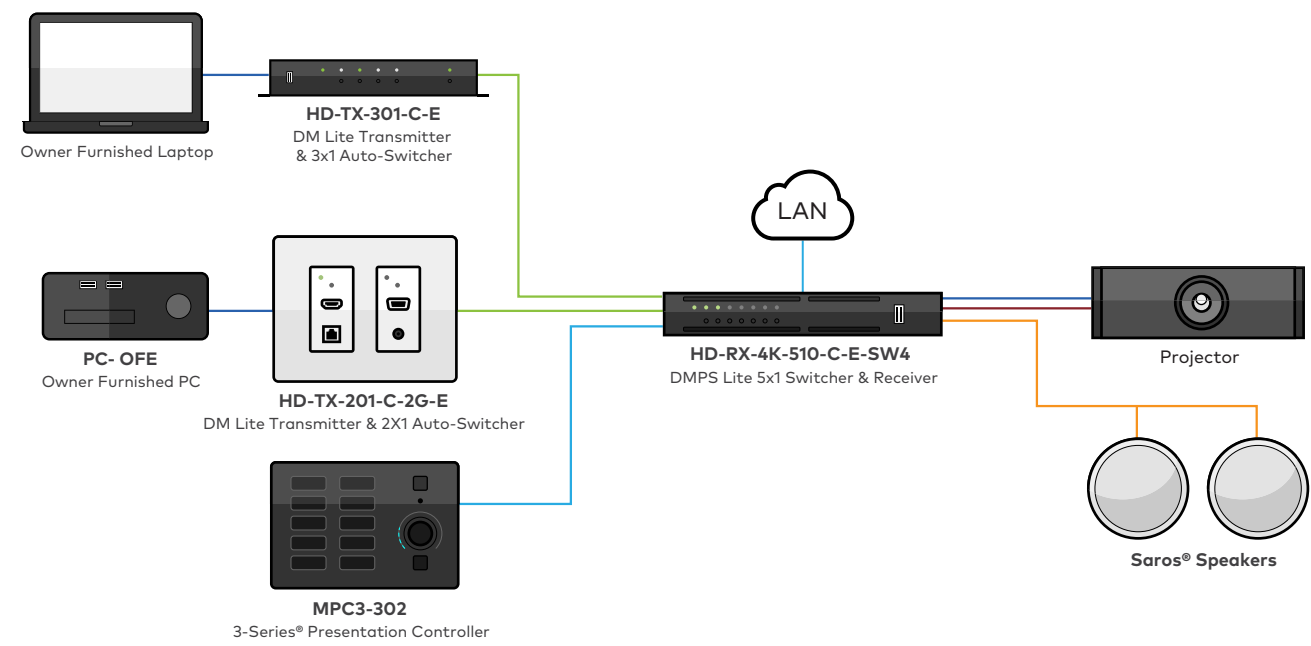 HD-TX-301-C-E
DM Lite Transmitter
& 3x1 Auto-Switcher
Owner Furnished Laptop
LAN
PC- OFE
Owner Furnished PC
HD-TX-201-C-2G-E
DM Lite Transmitter & 2X1 Auto-Switcher
HD-RX-4K-510-C-E-SW4
DMPS Lite 5x1 Switcher & Receiver
Projector
Saros® Speakers
MPC3-302
3-Series® Presentation Controller